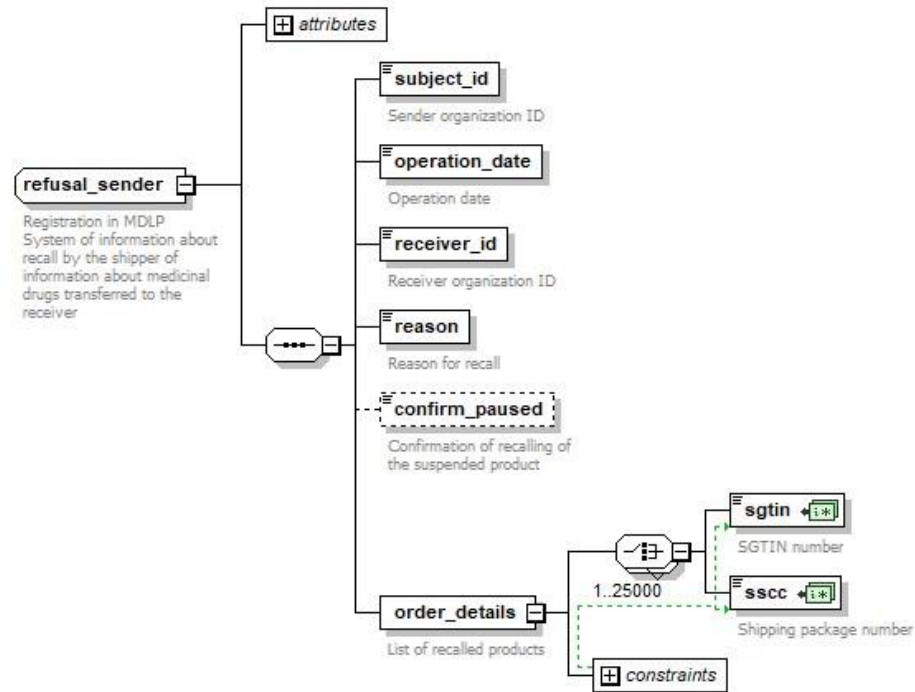 attributes
subject_id
Sender organization ID
operation_date
Operation date
refusal_sender
Registration in MDLP
System of information about
recall by the shipper of
information about medicinal
drugs transferred to the
receiver
receiver_id
Receiver organization ID
reason
Reason for recall
confirm_paused
Confirmation of recalling of
the suspended product
sgtin
SGTIN number
1..25000
sscc
Shipping package number
order_details
List of recalled products
constraints